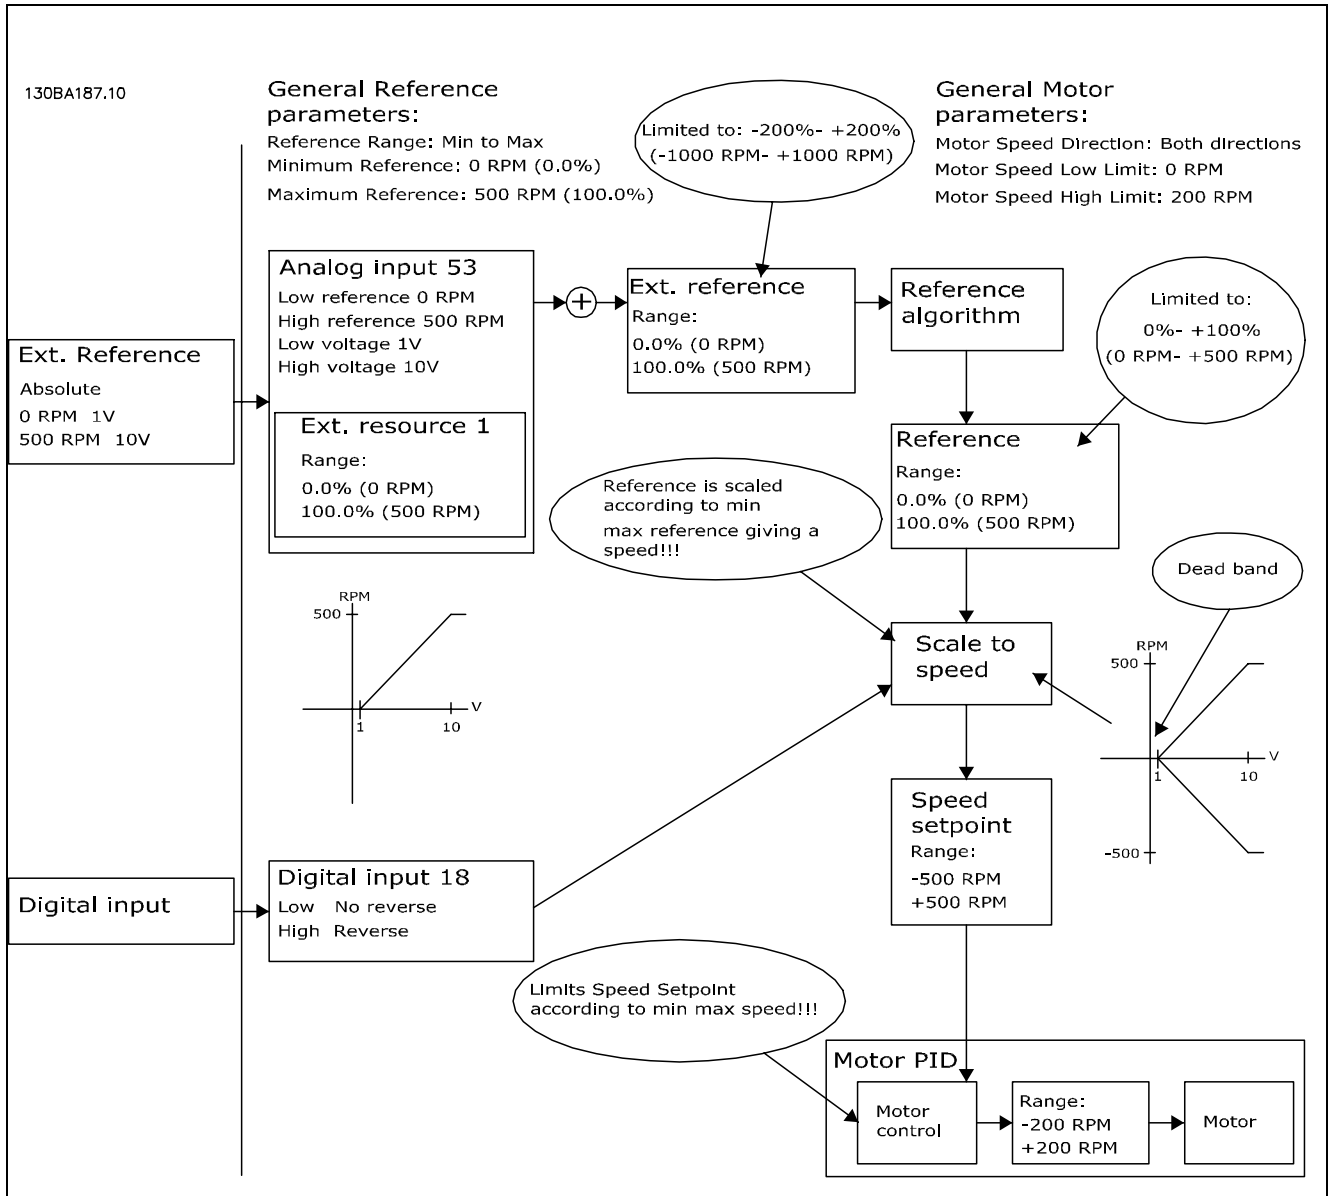 130BA187.10
General Reference
parameters:
Reference Range: Min to Max
Minimum Reference: 0 RPM (0.0%)
Maximum Reference: 500 RPM (100.0%)
Limited to: -200%- +200%
(-1000 RPM- +1000 RPM)
General Motor
parameters:
Motor Speed Direction: Both directions
Motor Speed Low Limit: 0 RPM
Motor Speed High Limit: 200 RPM
Ext. Reference
Absolute
0 RPM 1V
500 RPM 10V
Analog input 53
Low reference 0 RPM
High reference 500 RPM
Low voltage 1V
High voltage 10V
Ext. resource 1
Range:
0.0% (0 RPM)
100.0% (500 RPM)
+
Ext. reference
Range:
0.0% (0 RPM)
100.0% (500 RPM)
Reference
algorithm
Limited to:
0%- +100%
(0 RPM- +500 RPM)
Reference
Range:
0.0% (0 RPM)
100.0% (500 RPM)
Reference is scaled
according to min
max reference giving a
speed!!!
Dead band
RPM
500
V
1
10
Scale to
speed
RPM
500
V
1
10
-500
Speed
setpoint
Range:
-500 RPM
+500 RPM
Digital input
Digital input 18
Low No reverse
High Reverse
Limits Speed Setpoint
according to min max speed!!!
Motor PID
Motor
control
Range:
-200 RPM
+200 RPM
Motor